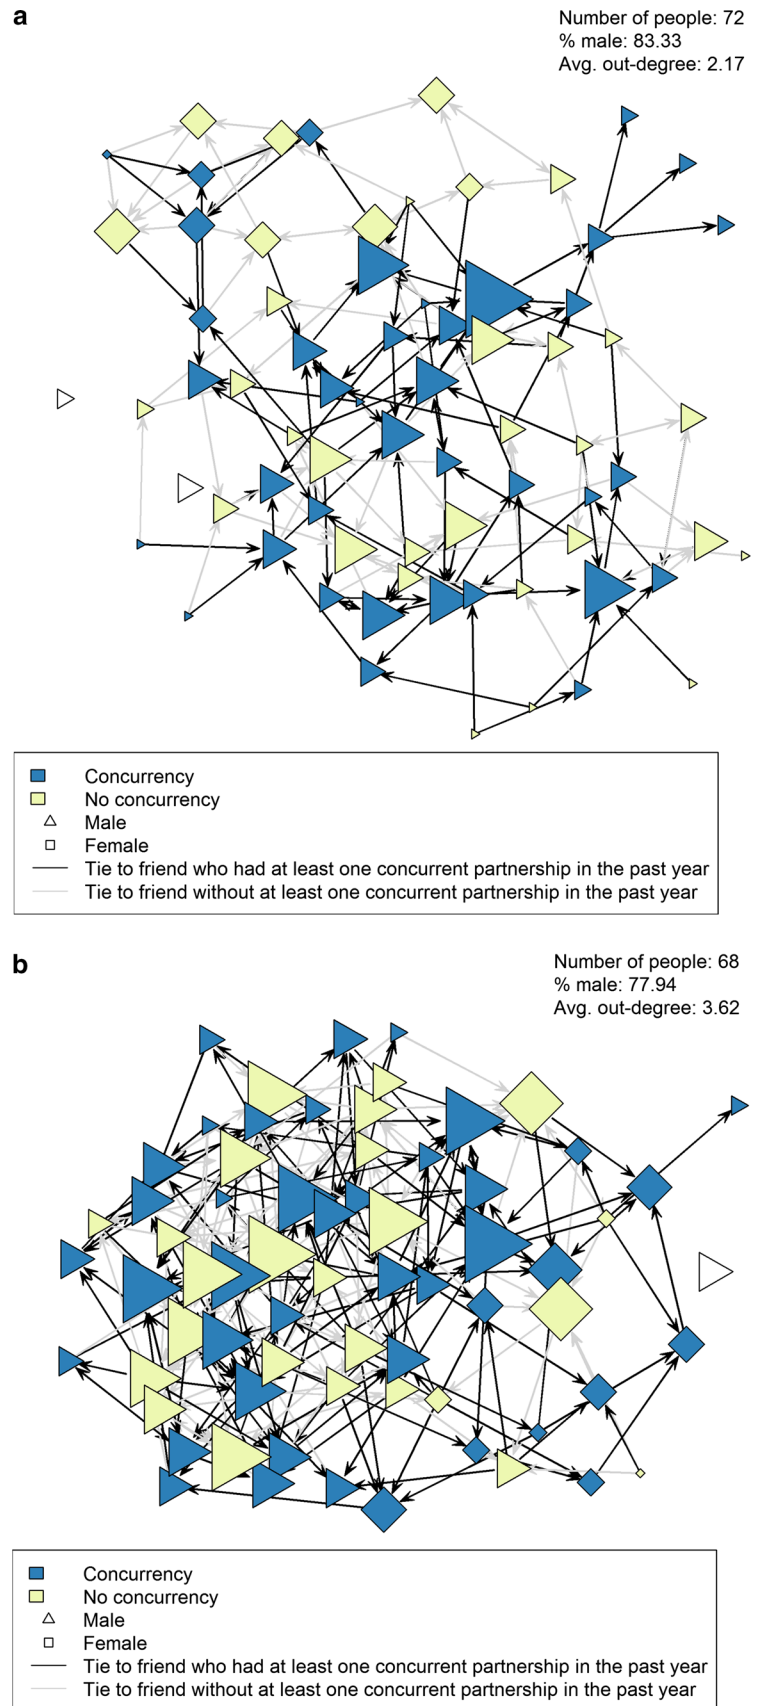 a
Number of people: 72
% male: 83.33
Avg. out-degree: 2.17
Concurrency
No concurrency
Male
Female
Tie to friend who had at least one concurrent partnership in the past year
Tie to friend without at least one concurrent partnership in the past year
b
Number of people: 68
% male: 77.94
Avg. out-degree: 3.62
Concurrency
No concurrency
Male
Female
Tie to friend who had at least one concurrent partnership in the past year
Tie to friend without at least one concurrent partnership in the past year